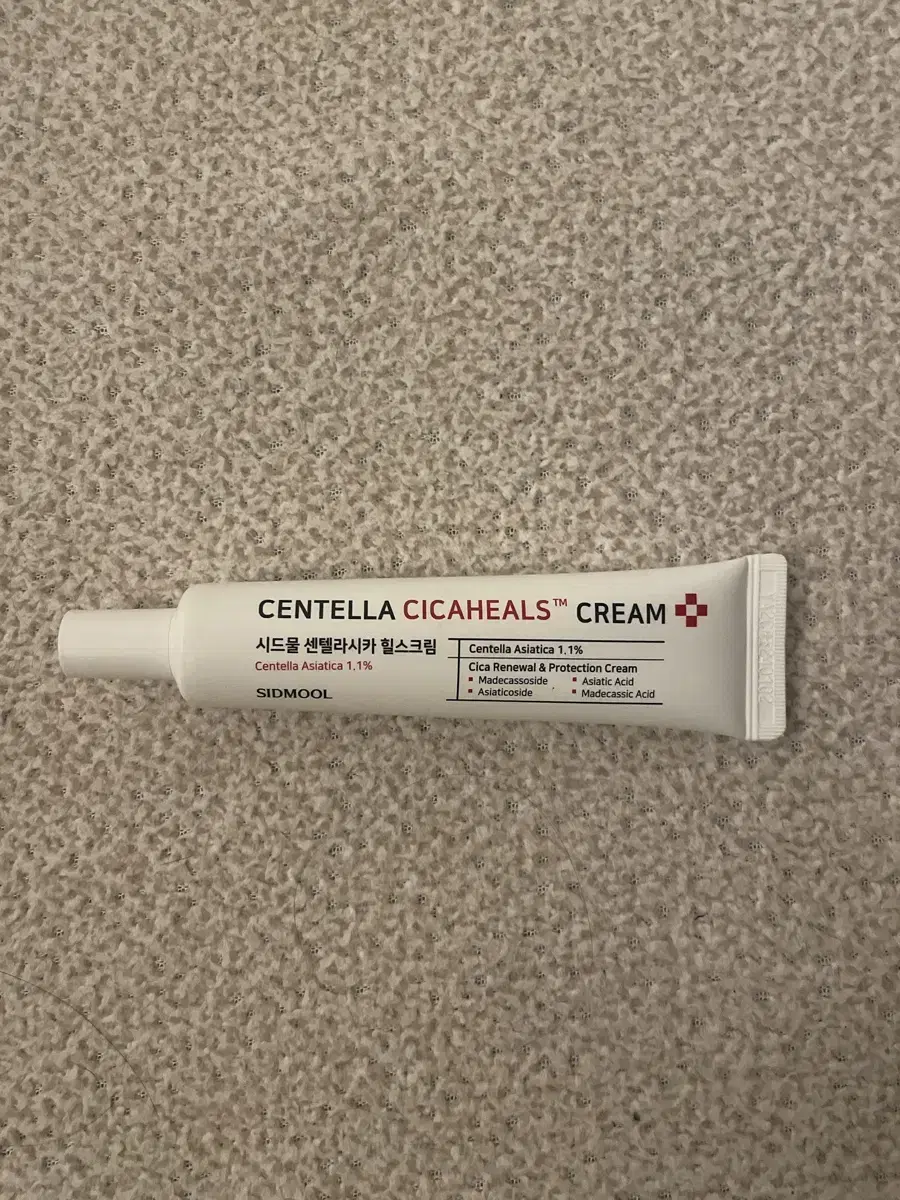 CENTELLA CICAHEALS™ CREAM
시드물 센텔라시카 힐스크림
Centella Asiatica 1.1%
SIDMOOL
Centella Asiatica 1.1%
Cica Renewal & Protection Cream
▪ Madecassoside ▪ Asiatic Acid
▪ Asiaticoside ▪ Madecassic Acid